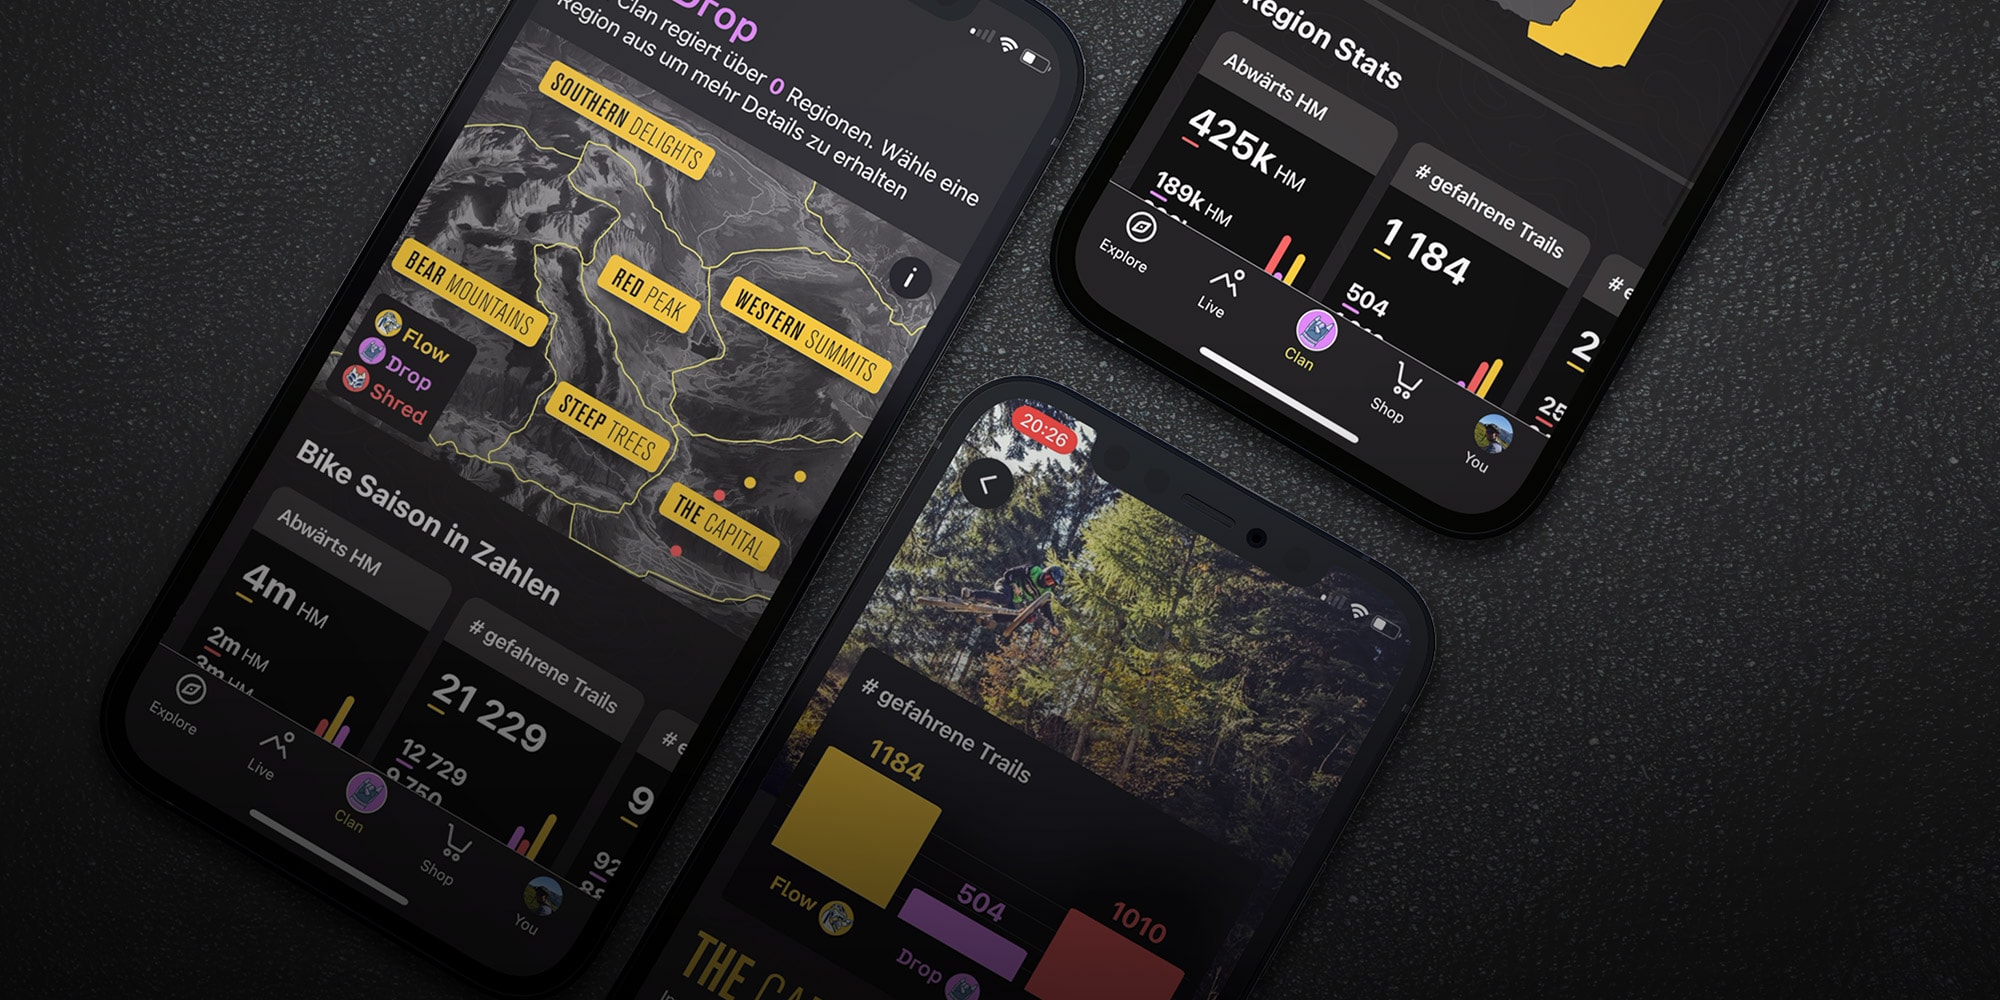 Drop
Clan regiert über 0 Regionen. Wähle eine
Region aus um mehr Details zu erhalten
SOUTHERN DELIGHTS
BEAR MOUNTAINS
RED PEAK
WESTERN SUMMITS
STEEP TREES
THE CAPITAL
Flow
Drop
Shred
Bike Saison in Zahlen
Abwärts HM
4m HM
2m HM
3m HM
# gefahrene Trails
21 229
12 729
9 750
#
9
92
Explore
Live
Clan
Shop
You
Region Stats
Abwärts HM
425k HM
189k HM
# gefahrene Trails
1 184
504
#
2
25
Explore
Live
Clan
Shop
You
20:26
# gefahrene Trails
1184
504
1010
Flow
Drop
THE